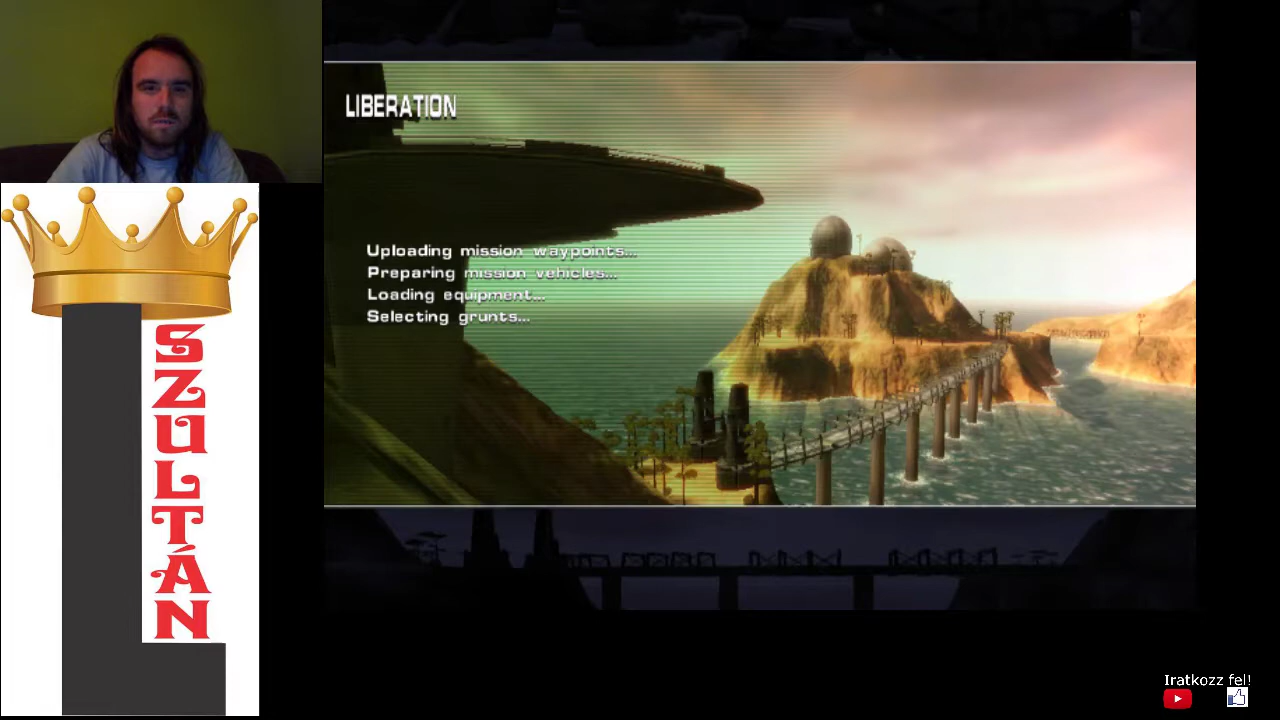 LIBERATION
Uploading mission waypoints...
Preparing mission vehicles...
Loading equipment...
Selecting grunts...
L
SZULTÁN
Iratkozz fel!